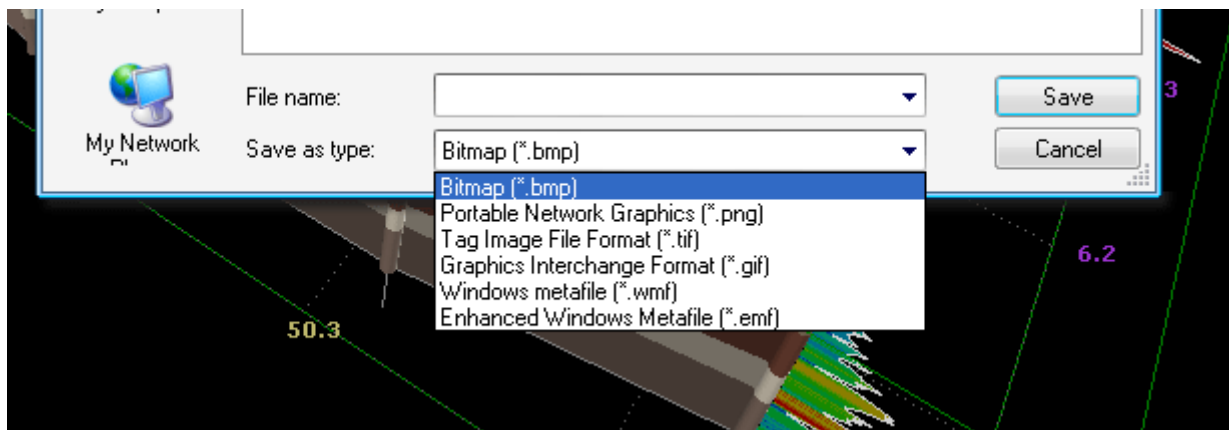 3
File name:
Save
My Network
Save as type:
Bitmap (*.bmp)
Cancel
Bitmap (*.bmp)
Portable Network Graphics (*.png)
Tag Image File Format (*.tif)
Graphics Interchange Format (*.gif)
Windows metafile (*.wmf)
Enhanced Windows Metafile (*.emf)
6.2
50.3